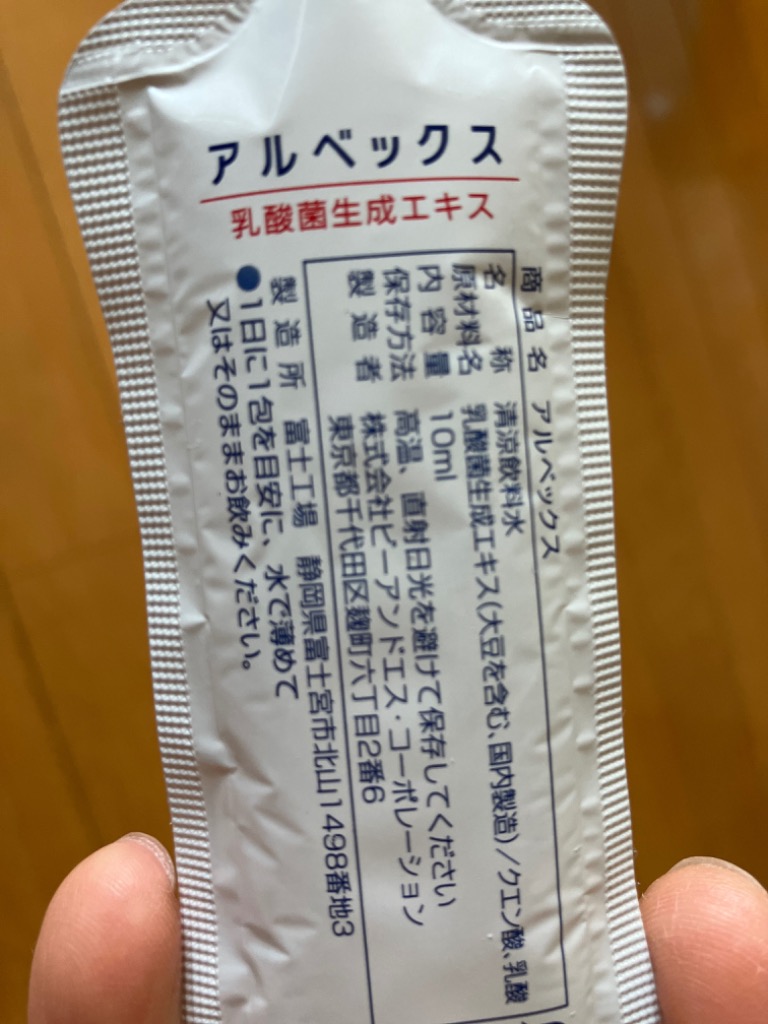 アルベックス
乳酸菌生成エキス
商品名 アルベックス
名称 清涼飲料水
原材料名 乳酸菌生成エキス(大豆を含む、国内製造)/クエン酸、乳酸
内容量 10ml
保存方法 高温、直射日光を避けて保存してください
製造者 株式会社ビーアンドエス・コーポレーション
東京都千代田区麹町六丁目2番6
製造所 富士工場 静岡県富士宮市北山1498番地3
●1日に1包を目安に、水で薄めて
又はそのままお飲みください。